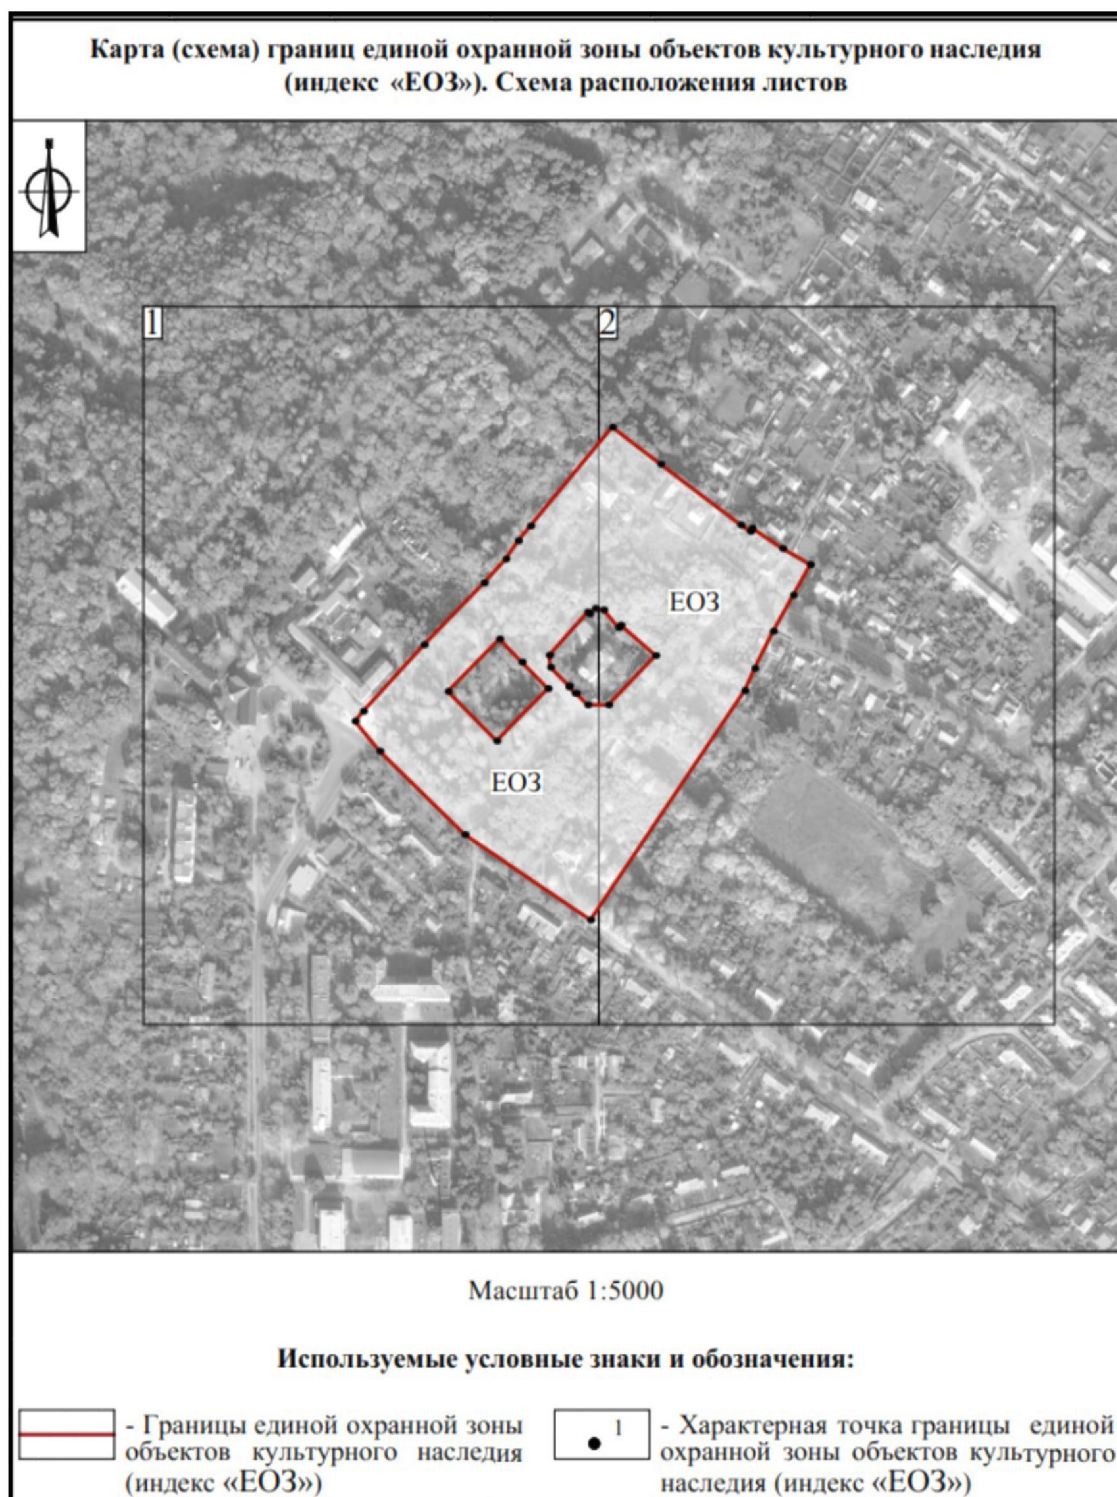 Карта (схема) границ единой охранной зоны объектов культурного наследия
(индекс «ЕОЗ»). Схема расположения листов
1
2
ЕОЗ
ЕОЗ
Масштаб 1:5000
Используемые условные знаки и обозначения:
- Границы единой охранной зоны
объектов культурного наследия
(индекс «ЕОЗ»)
1
- Характерная точка границы единой
охранной зоны объектов культурного
наследия (индекс «ЕОЗ»)